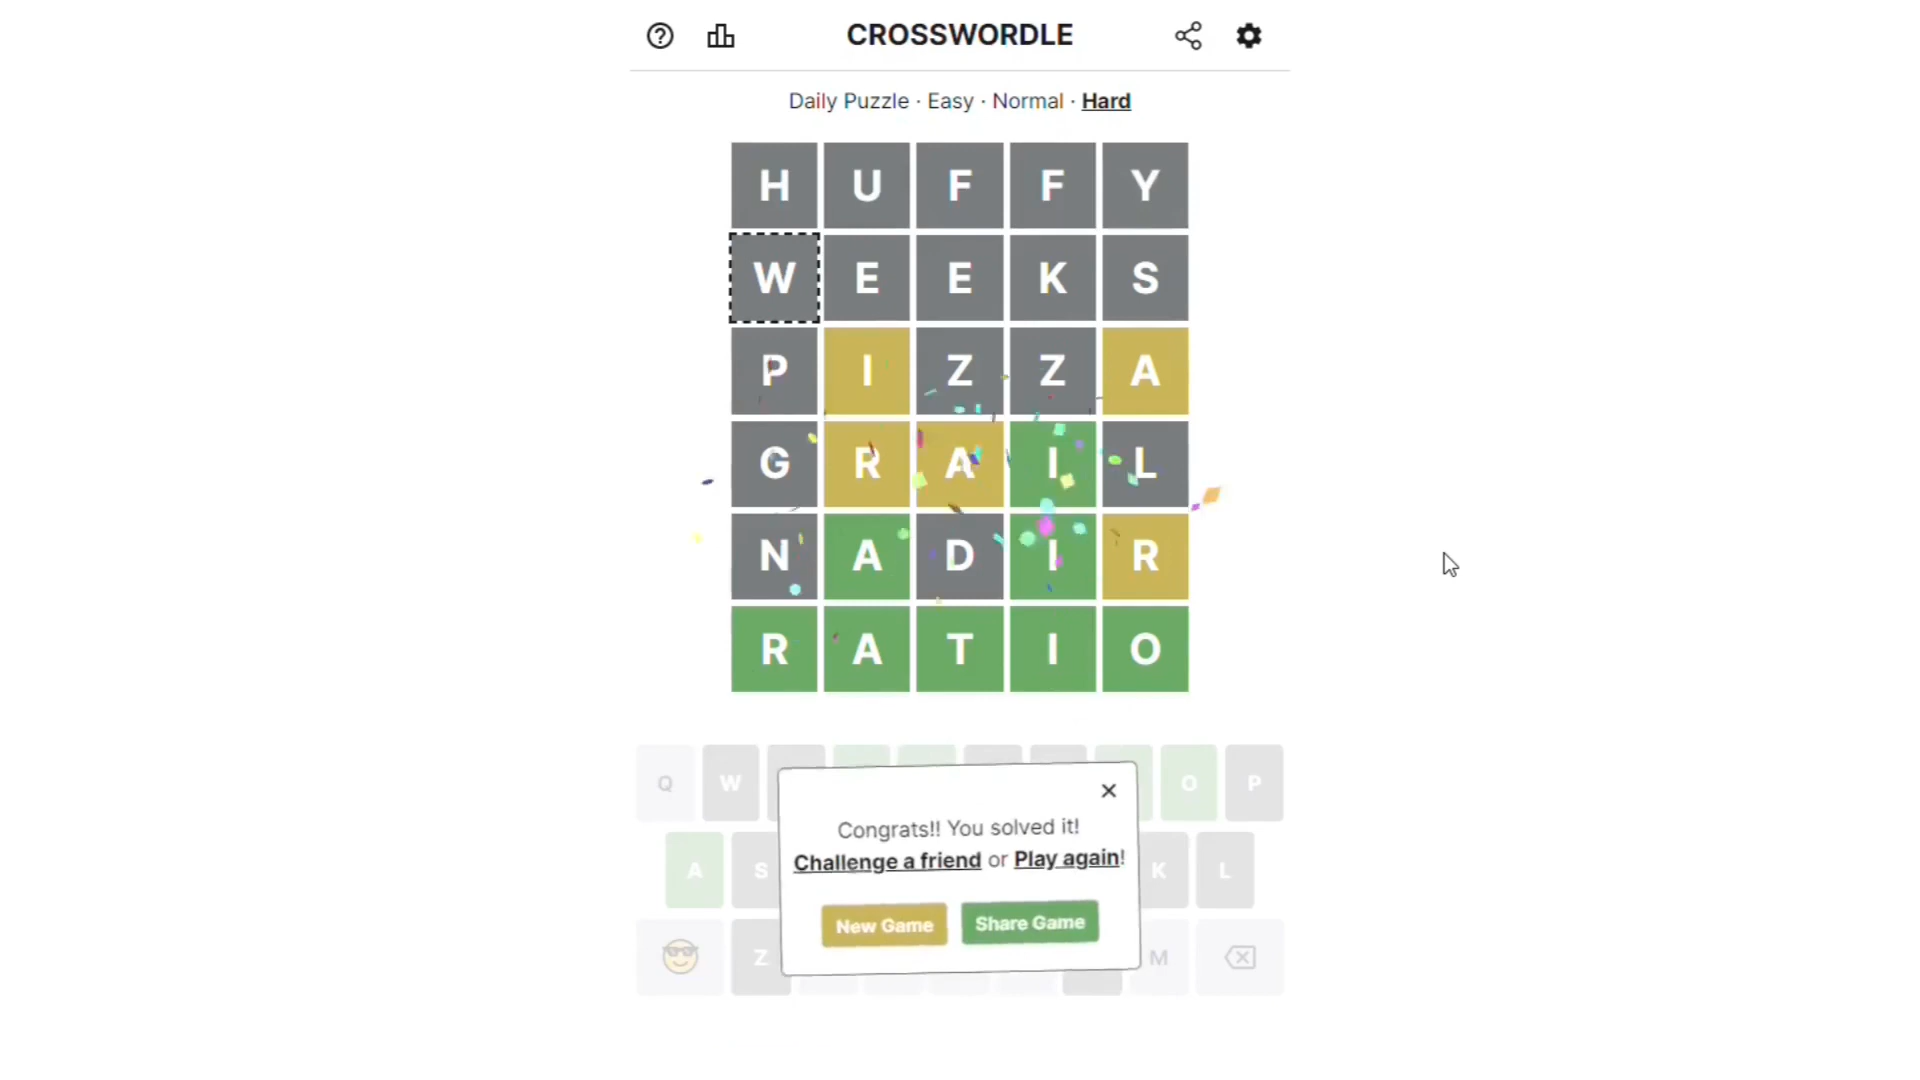 CROSSWORDLE
Daily Puzzle · Easy · Normal · Hard
H U F F Y
W E E K S
P I Z Z A
G R A I L
N A D I R
R A T I O
Q W O P
A S K L
Z M
Congrats!! You solved it!
Challenge a friend or Play again!
New Game Share Game